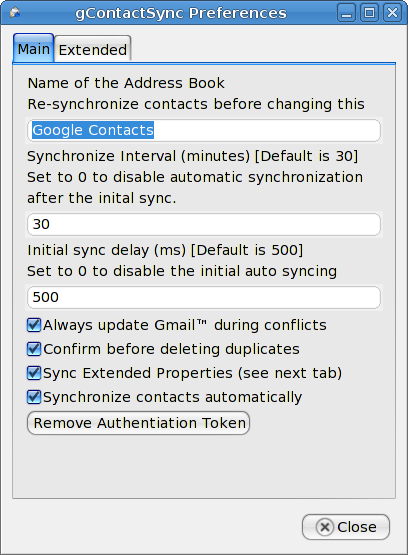 gContactSync Preferences
Main
Extended
Name of the Address Book
Re-synchronize contacts before changing this
Google Contacts
Synchronize Interval (minutes) [Default is 30]
Set to 0 to disable automatic synchronization
after the inital sync.
30
Initial sync delay (ms) [Default is 500]
Set to 0 to disable the initial auto syncing
500
Always update Gmail™ during conflicts
Confirm before deleting duplicates
Sync Extended Properties (see next tab)
Synchronize contacts automatically
Remove Authentiation Token
Close